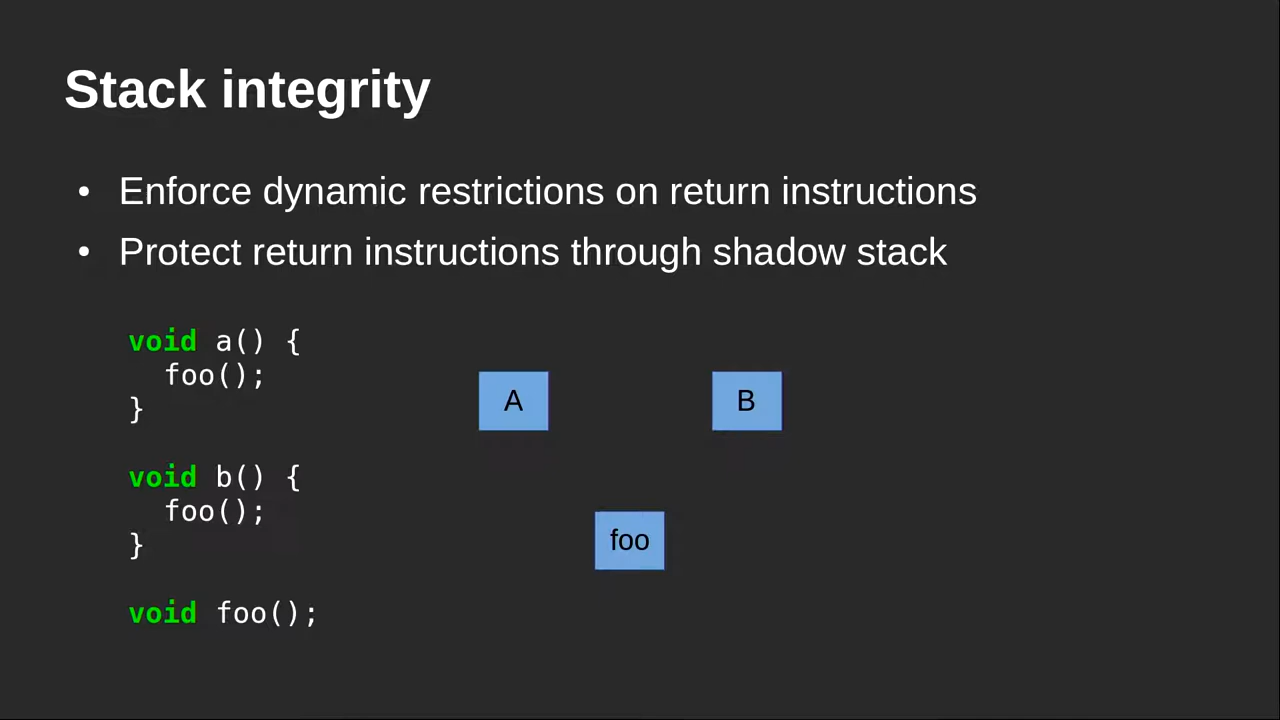 Stack integrity
• Enforce dynamic restrictions on return instructions
• Protect return instructions through shadow stack
void a() {
  foo();
}
void b() {
  foo();
}
void foo();
A
B
foo